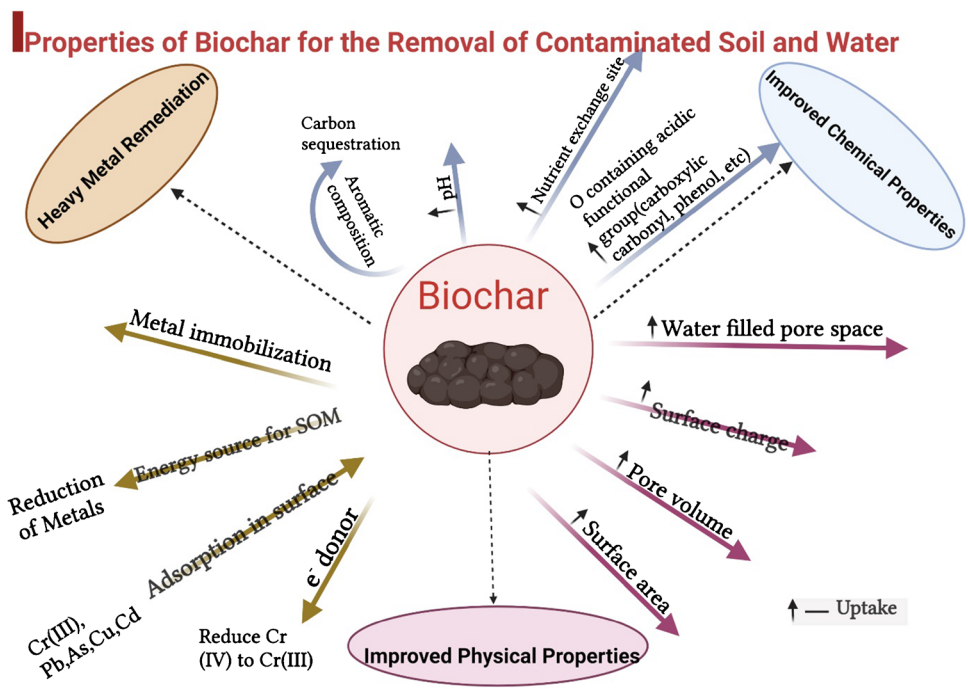 Properties of Biochar for the Removal of Contaminated Soil and Water
Heavy Metal Remediation
Carbon
sequestration
Aromatic
composition
pH
Nutrient exchange site
O containing acidic
functional
group(carboxylic
carbonyl, phenol, etc)
Improved Chemical Properties
Biochar
Metal immobilization
Water filled pore space
Energy source for SOM
Surface charge
Reduction
of Metals
Adsorption in surface
Pore volume
e- donor
Surface area
Cr(III),
Pb,As,Cu,Cd
Reduce Cr
(IV) to Cr(III)
Improved Physical Properties
↑ — Uptake